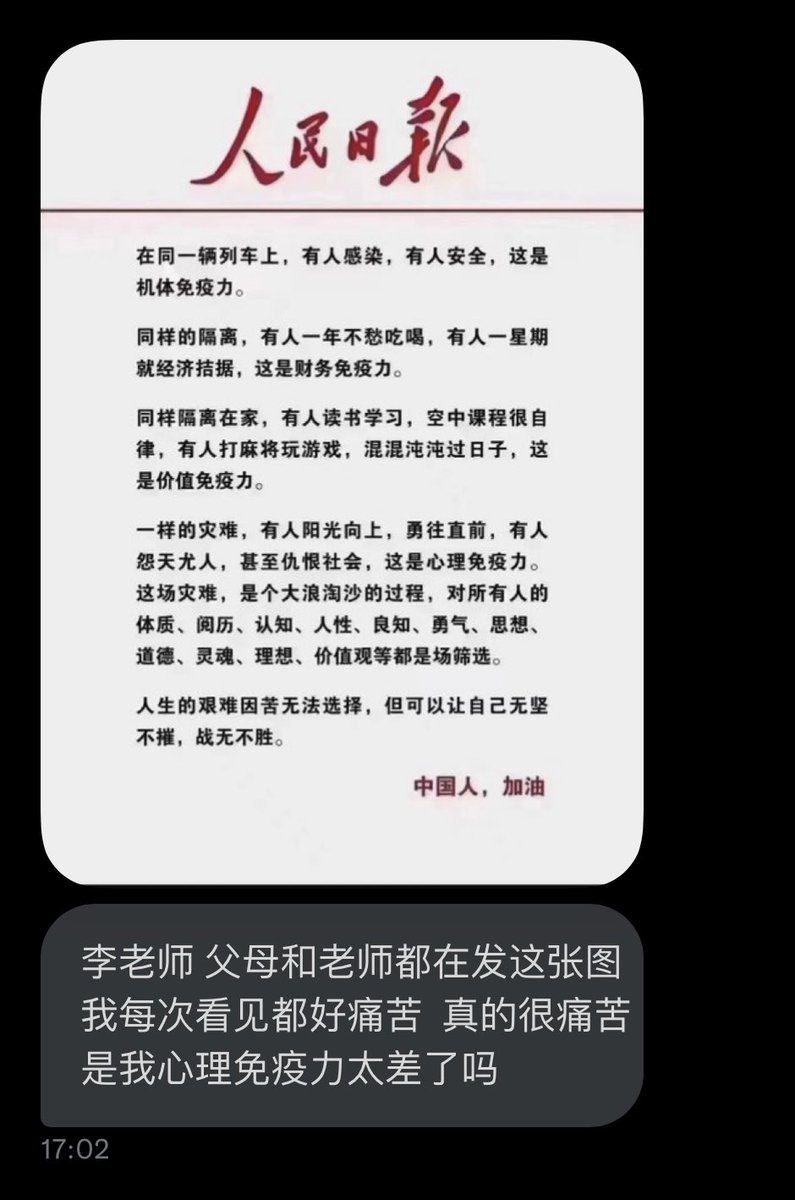 人民日报
在同一辆列车上，有人感染，有人安全，这是
机体免疫力。
同样的隔离，有人一年不愁吃喝，有人一星期
就经济拮据，这是财务免疫力。
同样隔离在家，有人读书学习，空中课程很自
律，有人打麻将玩游戏，混混沌沌过日子，这
是价值免疫力。
一样的灾难，有人阳光向上，勇往直前，有人
怨天尤人，甚至仇恨社会，这是心理免疫力。
这场灾难，是个大浪淘沙的过程，对所有人的
体质、阅历、认知、人性、良知、勇气、思想、
道德、灵魂、理想、价值观等都是场筛选。
人生的艰难困苦无法选择，但可以让自己无坚
不摧，战无不胜。
中国人，加油
李老师 父母和老师都在发这张图
我每次看见都好痛苦 真的很痛苦
是我心理免疫力太差了吗
17:02